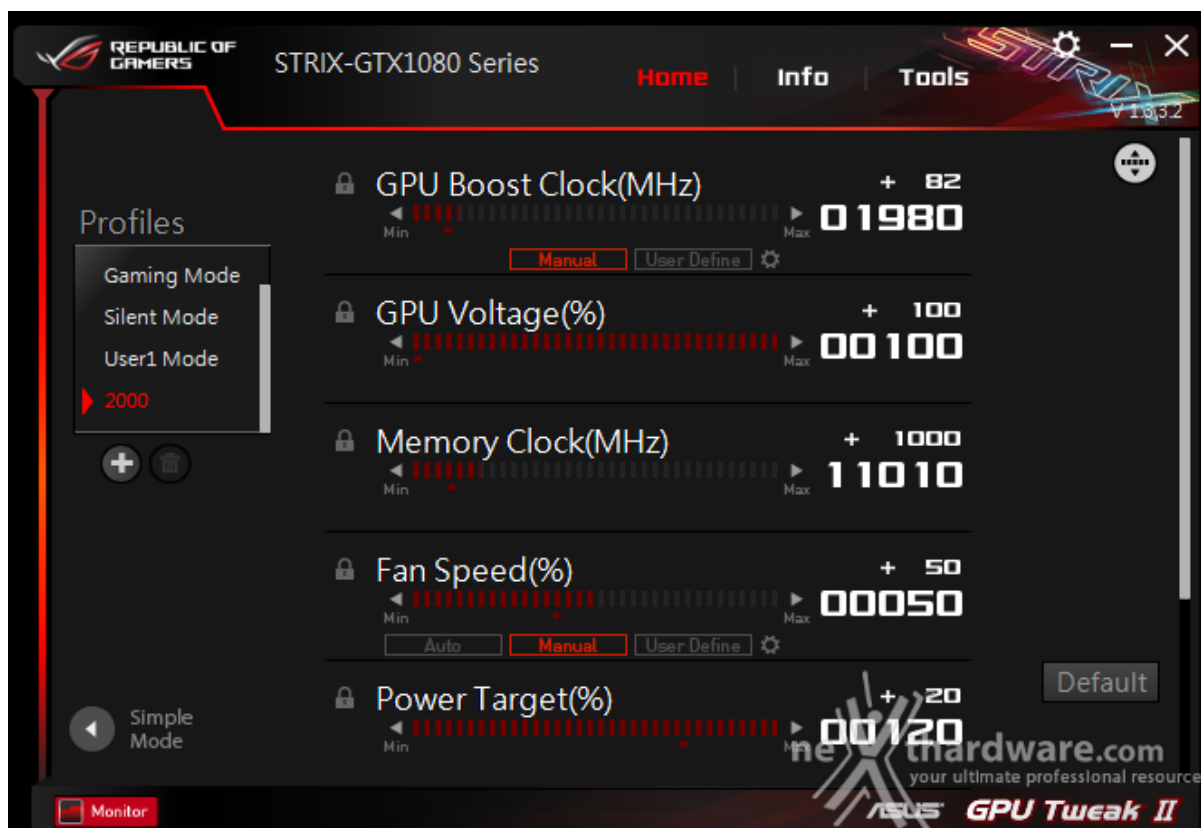 REPUBLIC OF
GAMERS
STRIX-GTX1080 Series
Home
Info
Tools
STRIX
V 1.3.3.2
Profiles
Gaming Mode
Silent Mode
User1 Mode
2000
GPU Boost Clock(MHz)
+ 82
Min
Max
01980
Manual
User Define
GPU Voltage(%)
+ 100
Min
Max
00100
Memory Clock(MHz)
+ 1000
Min
Max
11010
Fan Speed(%)
+ 50
Min
Max
00050
Auto
Manual
User Define
Power Target(%)
+ 20
Min
00120
Default
Simple
Mode
nexthardware.com
your ultimate professional resource
Monitor
ASUS GPU Tweak II